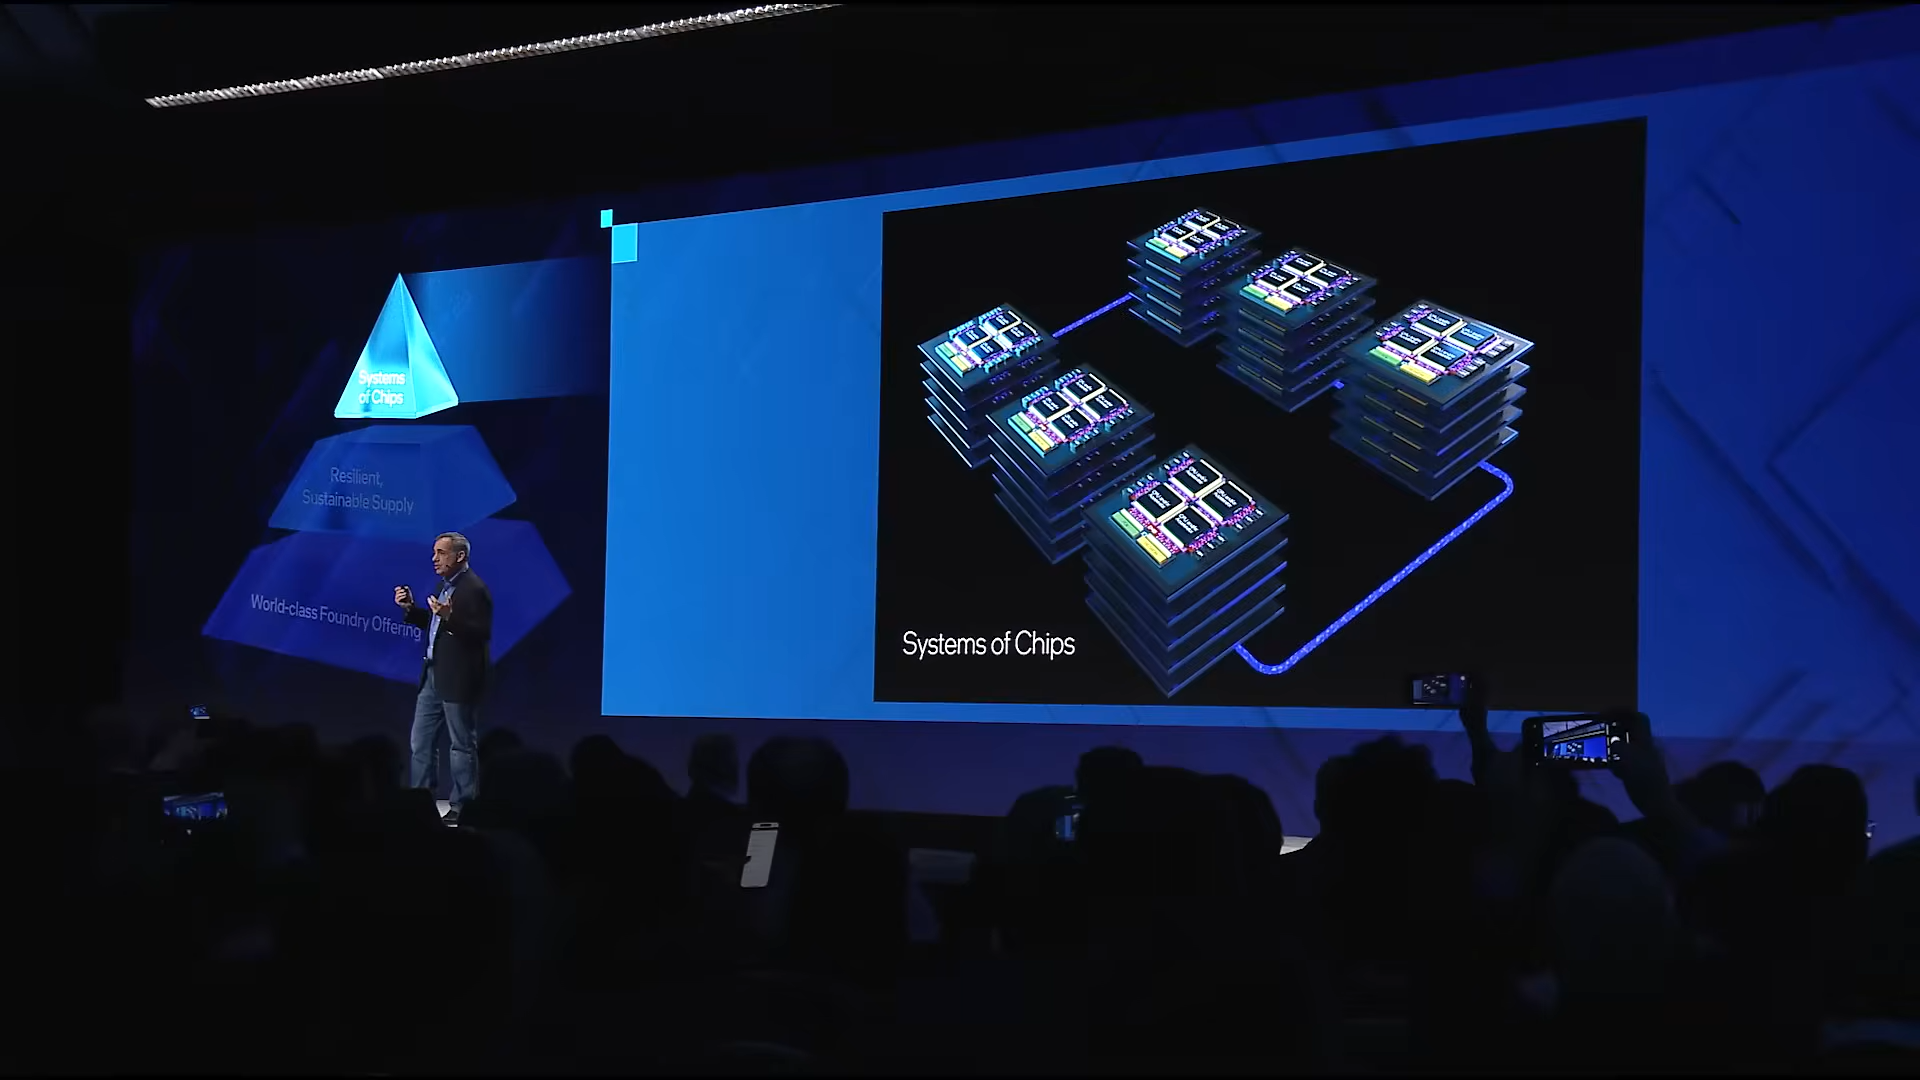 Systems
of Chips
Resilient,
Sustainable Supply
World-class Foundry Offering
Systems of Chips